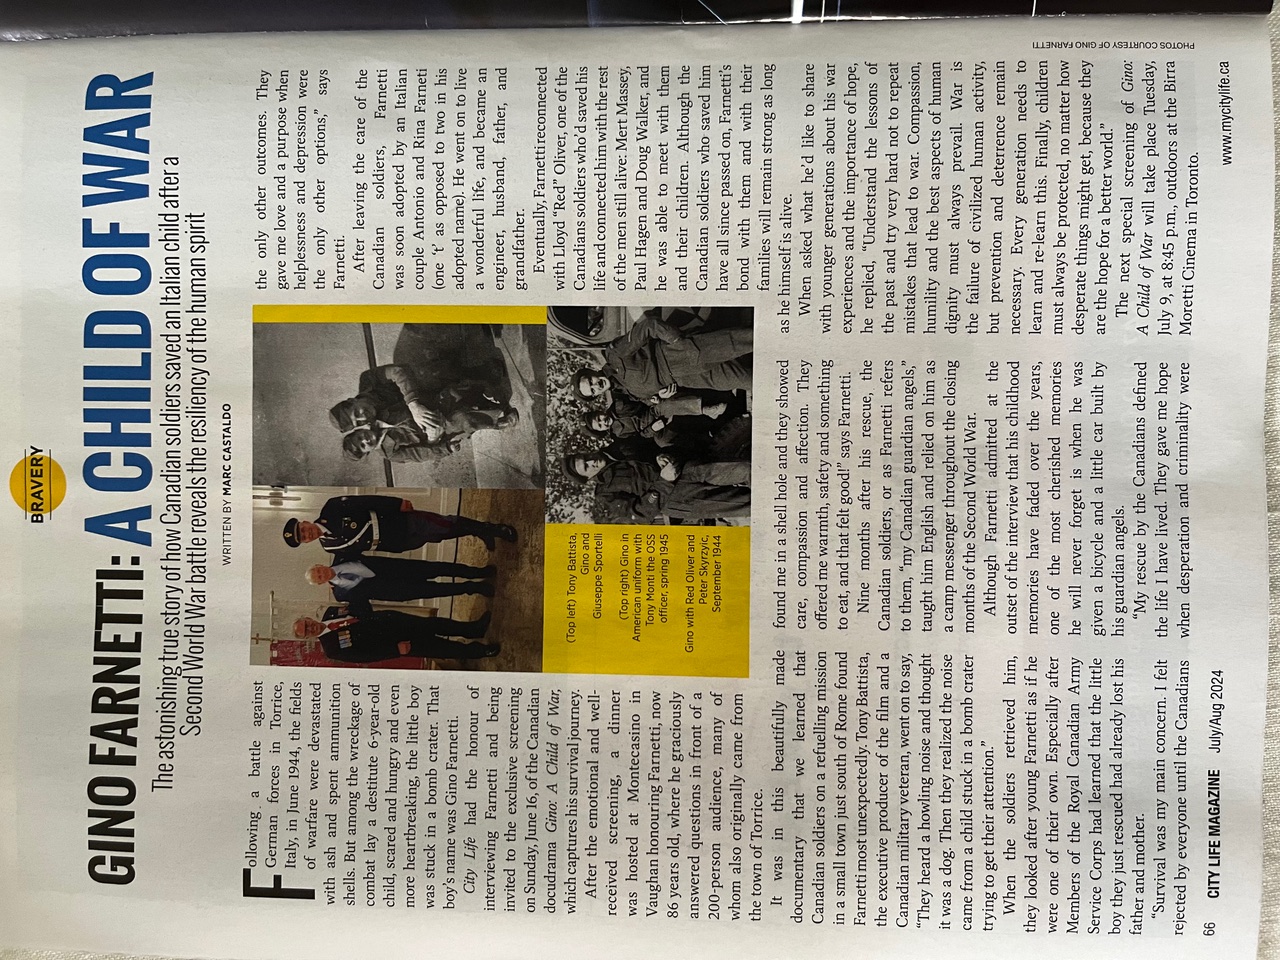 BRAVERY
GINO FARNETTI: A CHILD OF WAR
The astonishing true story of how Canadian soldiers saved an Italian child after a
Second World War battle reveals the resiliency of the human spirit
WRITTEN BY MARC CASTALDO
Following a battle against
German forces in Torrice,
Italy, in June 1944, the fields
of warfare were devastated
with ash and spent ammunition
shells. But among the wreckage of
combat lay a destitute 6-year-old
child, scared and hungry and even
more heartbreaking, the little boy
was stuck in a bomb crater. That
boy's name was Gino Farnetti.
City Life had the honour of
interviewing Farnetti and being
invited to the exclusive screening
on Sunday, June 16, of the Canadian
docudrama Gino: A Child of War,
which captures his survival journey.
After the emotional and well-
received screening, a dinner
was hosted at Montecasino in
Vaughan honouring Farnetti, now
86 years old, where he graciously
answered questions in front of a
200-person audience, many of
whom also originally came from
the town of Torrice.
It was in this beautifully made
documentary that we learned that
Canadian soldiers on a refuelling mission
in a small town just south of Rome found
Farnetti most unexpectedly. Tony Battista,
the executive producer of the film and a
Canadian military veteran, went on to say,
“They heard a howling noise and thought
it was a dog. Then they realized the noise
came from a child stuck in a bomb crater
trying to get their attention.”
When the soldiers retrieved him,
they looked after young Farnetti as if he
were one of their own. Especially after
Members of the Royal Canadian Army
Service Corps had learned that the little
boy they just rescued had already lost his
father and mother.
“Survival was my main concern. I felt
rejected by everyone until the Canadians
(Top left) Tony Battista,
Gino and
Giuseppe Sportelli
(Top right) Gino in
American uniform with
Tony Monti the OSS
officer, spring 1945
Gino with Red Oliver and
Peter Skyrzyic,
September 1944
found me in a shell hole and they showed
care, compassion and affection. They
offered me warmth, safety and something
to eat, and that felt good!” says Farnetti.
Nine months after his rescue, the
Canadian soldiers, or as Farnetti refers
to them, “my Canadian guardian angels,”
taught him English and relied on him as
a camp messenger throughout the closing
months of the Second World War.
Although Farnetti admitted at the
outset of the interview that his childhood
memories have faded over the years,
one of the most cherished memories
he will never forget is when he was
given a bicycle and a little car built by
his guardian angels.
“My rescue by the Canadians defined
the life I have lived. They gave me hope
when desperation and criminality were
the only other outcomes. They
gave me love and a purpose when
helplessness and depression were
the only other options,” says
Farnetti.
After leaving the care of the
Canadian soldiers, Farnetti
was soon adopted by an Italian
couple Antonio and Rina Farneti
(one ‘t’ as opposed to two in his
adopted name). He went on to live
a wonderful life, and became an
engineer, husband, father, and
grandfather.
Eventually, Farnetti reconnected
with Lloyd “Red” Oliver, one of the
Canadians soldiers who'd saved his
life and connected him with the rest
of the men still alive: Mert Massey,
Paul Hagen and Doug Walker, and
he was able to meet with them
and their children. Although the
Canadian soldiers who saved him
have all since passed on, Farnetti's
bond with them and with their
families will remain strong as long
as he himself is alive.
When asked what he'd like to share
with younger generations about his war
experiences and the importance of hope,
he replied, “Understand the lessons of
the past and try very hard not to repeat
mistakes that lead to war. Compassion,
humility and the best aspects of human
dignity must always prevail. War is
the failure of civilized human activity,
but prevention and deterrence remain
necessary. Every generation needs to
learn and re-learn this. Finally, children
must always be protected, no matter how
desperate things might get, because they
are the hope for a better world.”
The next special screening of Gino:
A Child of War will take place Tuesday,
July 9, at 8:45 p.m., outdoors at the Birra
Moretti Cinema in Toronto.
PHOTOS COURTESY OF GINO FARNETTI
66 CITY LIFE MAGAZINE July/Aug 2024
www.mycitylife.ca